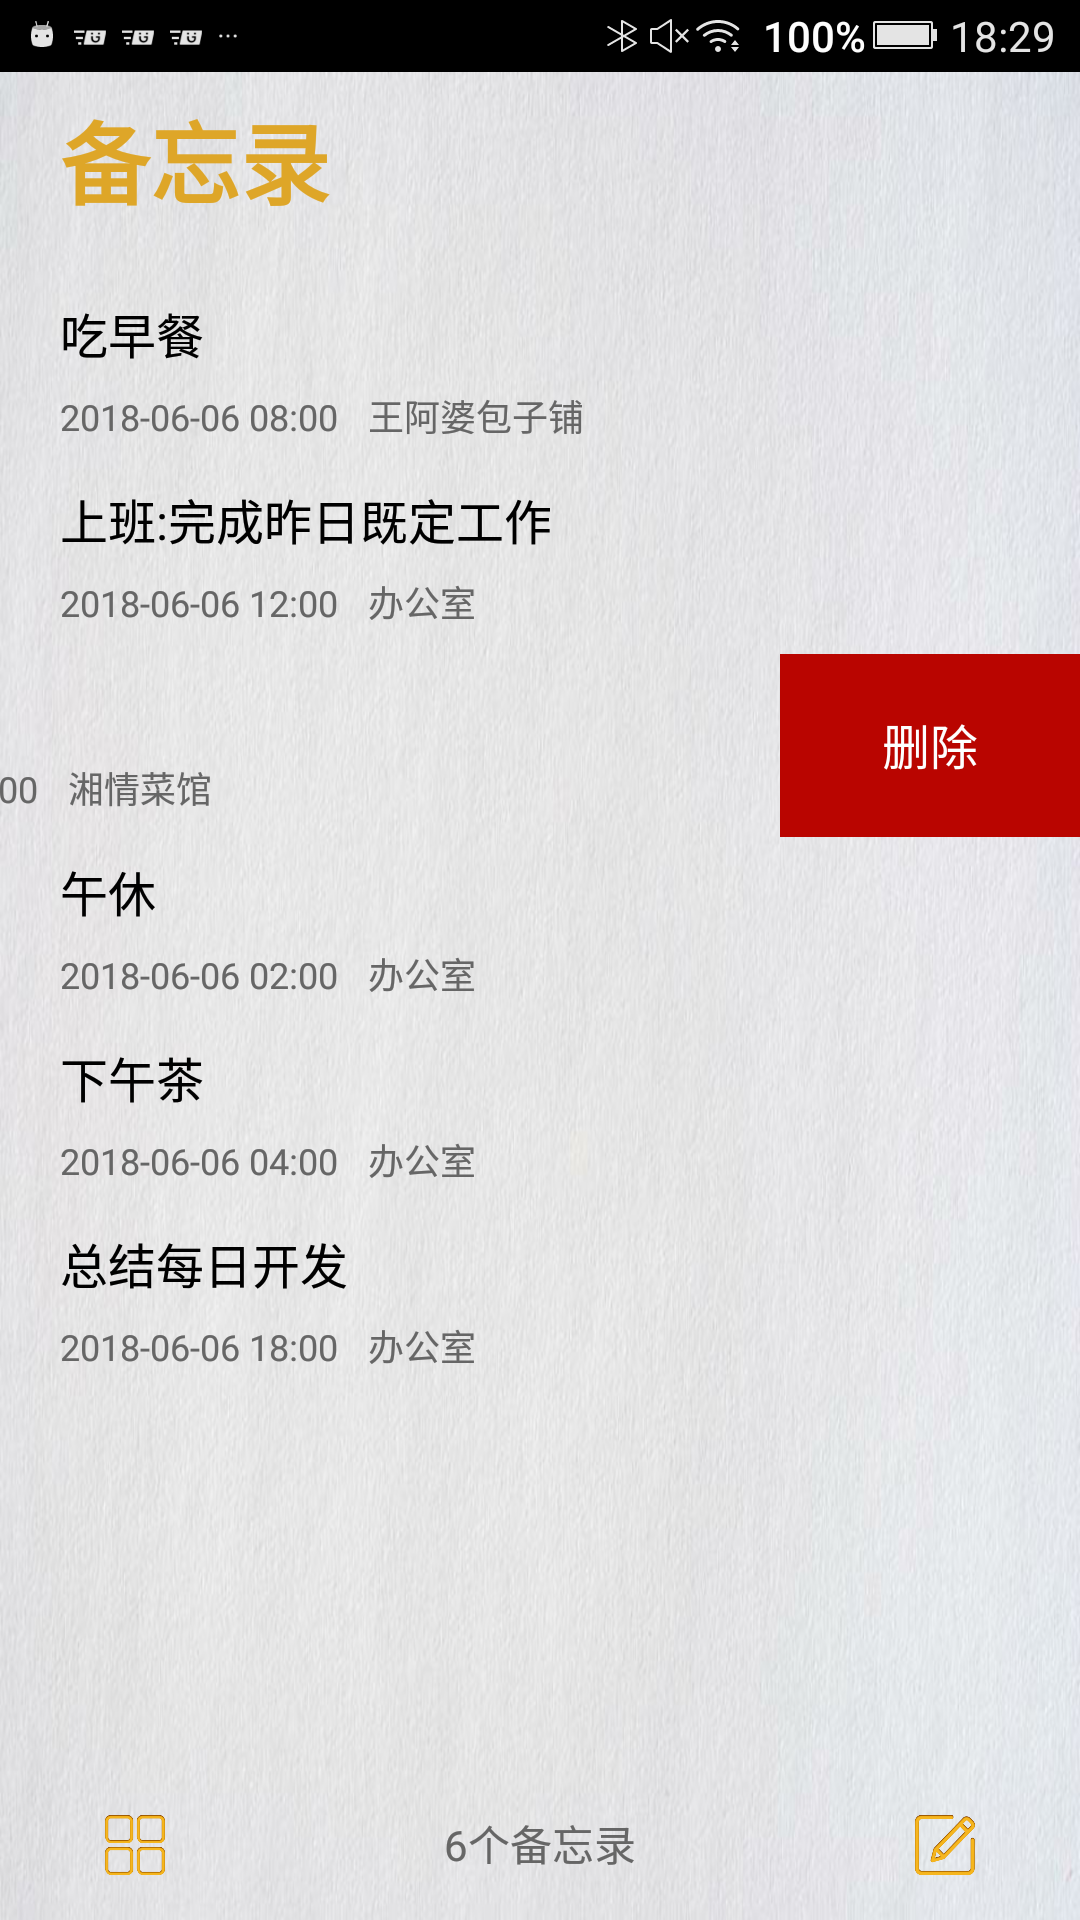 100% 18:29
备忘录
吃早餐
2018-06-06 08:00 王阿婆包子铺
上班:完成昨日既定工作
2018-06-06 12:00 办公室
删除
00 湘情菜馆
午休
2018-06-06 02:00 办公室
下午茶
2018-06-06 04:00 办公室
总结每日开发
2018-06-06 18:00 办公室
6个备忘录